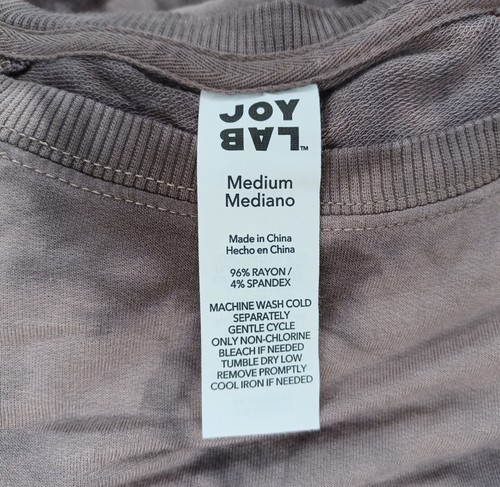 JOY
LAB™
Medium
Mediano
Made in China
Hecho en China
96% RAYON /
4% SPANDEX
MACHINE WASH COLD
SEPARATELY
GENTLE CYCLE
ONLY NON-CHLORINE
BLEACH IF NEEDED
TUMBLE DRY LOW
REMOVE PROMPTLY
COOL IRON IF NEEDED